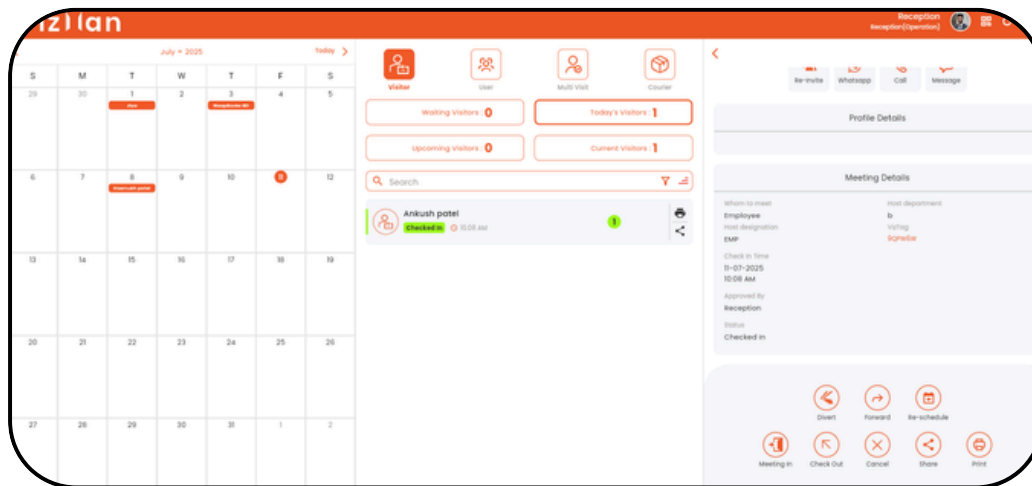 Reception
Reception(Operation)
July 2025
Today
S M T W T F S
29 30 1 2 3 4 5
6 7 8 9 10 11 12
13 14 15 16 17 18 19
20 21 22 23 24 25 26
27 28 29 30 31 1 2
Visitor
User
Multi Visit
Courier
Waiting Visitors : 0
Today's Visitors : 1
Upcoming Visitors : 0
Current Visitors : 1
Search
Ankush patel
Checked In 10:08 AM
1
Re-Invite
Whatsapp
Call
Message
Profile Details
Meeting Details
Whom to meet
Employee
Host department
b
Host designation
EMP
VizTag
Check In Time
11-07-2025
10:08 AM
Approved By
Reception
Status
Checked In
Divert
Forward
Re-schedule
Meeting In
Check Out
Cancel
Share
Print